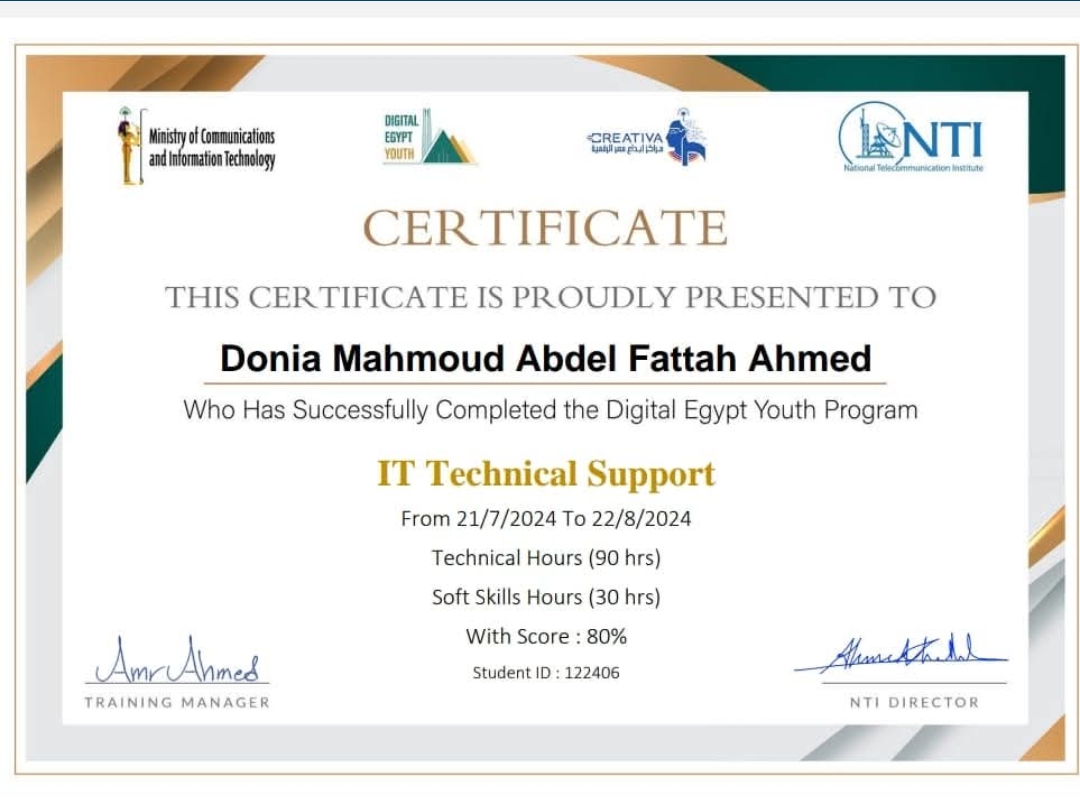 Ministry of Communications
and Information Technology
DIGITAL
EGYPT
YOUTH
CREATIVA
مراكز إبداع مصر الرقمية
NTI
National Telecommunication Institute
CERTIFICATE
THIS CERTIFICATE IS PROUDLY PRESENTED TO
Donia Mahmoud Abdel Fattah Ahmed
Who Has Successfully Completed the Digital Egypt Youth Program
IT Technical Support
From 21/7/2024 To 22/8/2024
Technical Hours (90 hrs)
Soft Skills Hours (30 hrs)
With Score : 80%
Student ID : 122406
Amr Ahmed
TRAINING MANAGER
NTI DIRECTOR